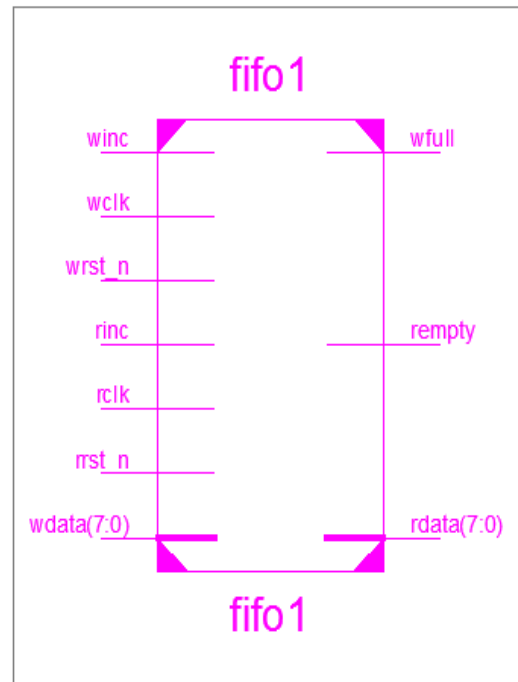 fifo1
winc
wfull
wclk
wrst_n
rinc
rempty
rclk
rrst_n
wdata(7:0)
rdata(7:0)
fifo1